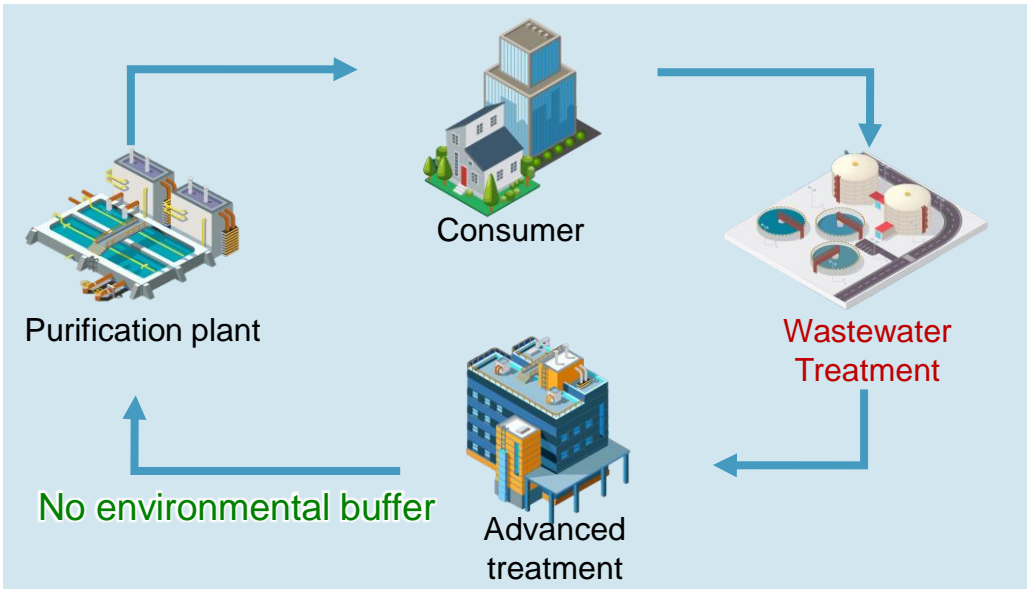 Consumer
Purification plant
Wastewater
Treatment
No environmental buffer
Advanced
treatment